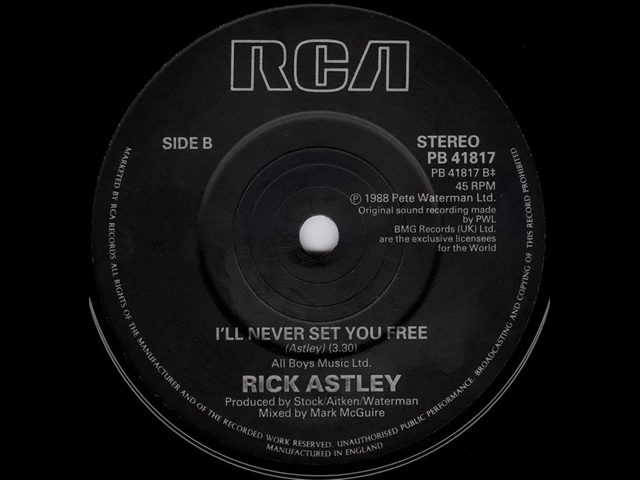 RCA
SIDE B
STEREO
PB 41817
PB 41817 B‡
45 RPM
℗ 1988 Pete Waterman Ltd.
Original sound recording made
by PWL
BMG Records (UK) Ltd.
are the exclusive licensees
for the World
I'LL NEVER SET YOU FREE
(Astley) (3.30)
All Boys Music Ltd.
RICK ASTLEY
Produced by Stock/Aitken/Waterman
Mixed by Mark McGuire
MARKETED BY RCA RECORDS ALL RIGHTS OF THE MANUFACTURER AND OF THE OWNER OF THE RECORDED WORK RESERVED. UNAUTHORISED PUBLIC PERFORMANCE, BROADCASTING AND COPYING OF THIS RECORD PROHIBITED
MANUFACTURED IN ENGLAND